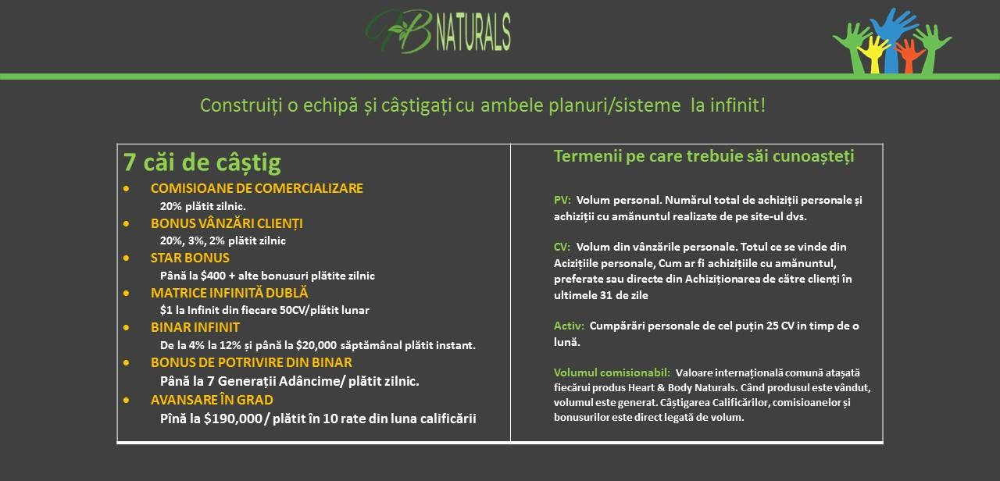 HB NATURALS
Construiți o echipă și câștigați cu ambele planuri/sisteme la infinit!
7 căi de câștig
• COMISIOANE DE COMERCIALIZARE
20% plătit zilnic.
• BONUS VÂNZĂRI CLIENȚI
20%, 3%, 2% plătit zilnic
• STAR BONUS
Până la $400 + alte bonusuri plătite zilnic
• MATRICE INFINITĂ DUBLĂ
$1 la Infinit din fiecare 50CV/plătit lunar
• BINAR INFINIT
De la 4% la 12% și până la $20,000 săptămânal plătit instant.
• BONUS DE POTRIVIRE DIN BINAR
Până la 7 Generații Adâncime/ plătit zilnic.
• AVANSARE ÎN GRAD
Pînă la $190,000 / plătit în 10 rate din luna calificării
Termenii pe care trebuie săi cunoașteți
PV: Volum personal. Numărul total de achiziții personale și
achiziții cu amănuntul realizate de pe site-ul dvs.
CV: Volum din vânzările personale. Totul ce se vinde din
Acizițiile personale, Cum ar fi achizițiile cu amănuntul,
preferate sau directe din Achiziționarea de către clienți în
ultimele 31 de zile
Activ: Cumpărări personale de cel puțin 25 CV in timp de o
lună.
Volumul comisionabil: Valoare internațională comună atașată
fiecărui produs Heart & Body Naturals. Când produsul este vândut,
volumul este generat. Câștigarea Calificărilor, comisioanelor și
bonusurilor este direct legată de volum.